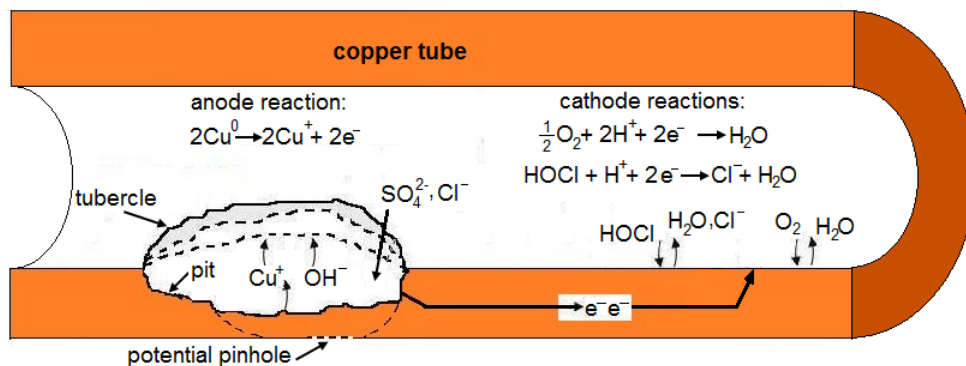 copper tube
anode reaction:
2Cu⁰→2Cu⁺+ 2e⁻
cathode reactions:
½O₂+ 2H⁺+ 2e⁻ →H₂O
HOCl + H⁺+ 2e⁻→Cl⁻+ H₂O
tubercle
SO₄²⁻, Cl⁻
HOCl
H₂O,Cl⁻
O₂
H₂O
pit
Cu⁺
OH⁻
e⁻e⁻
potential pinhole